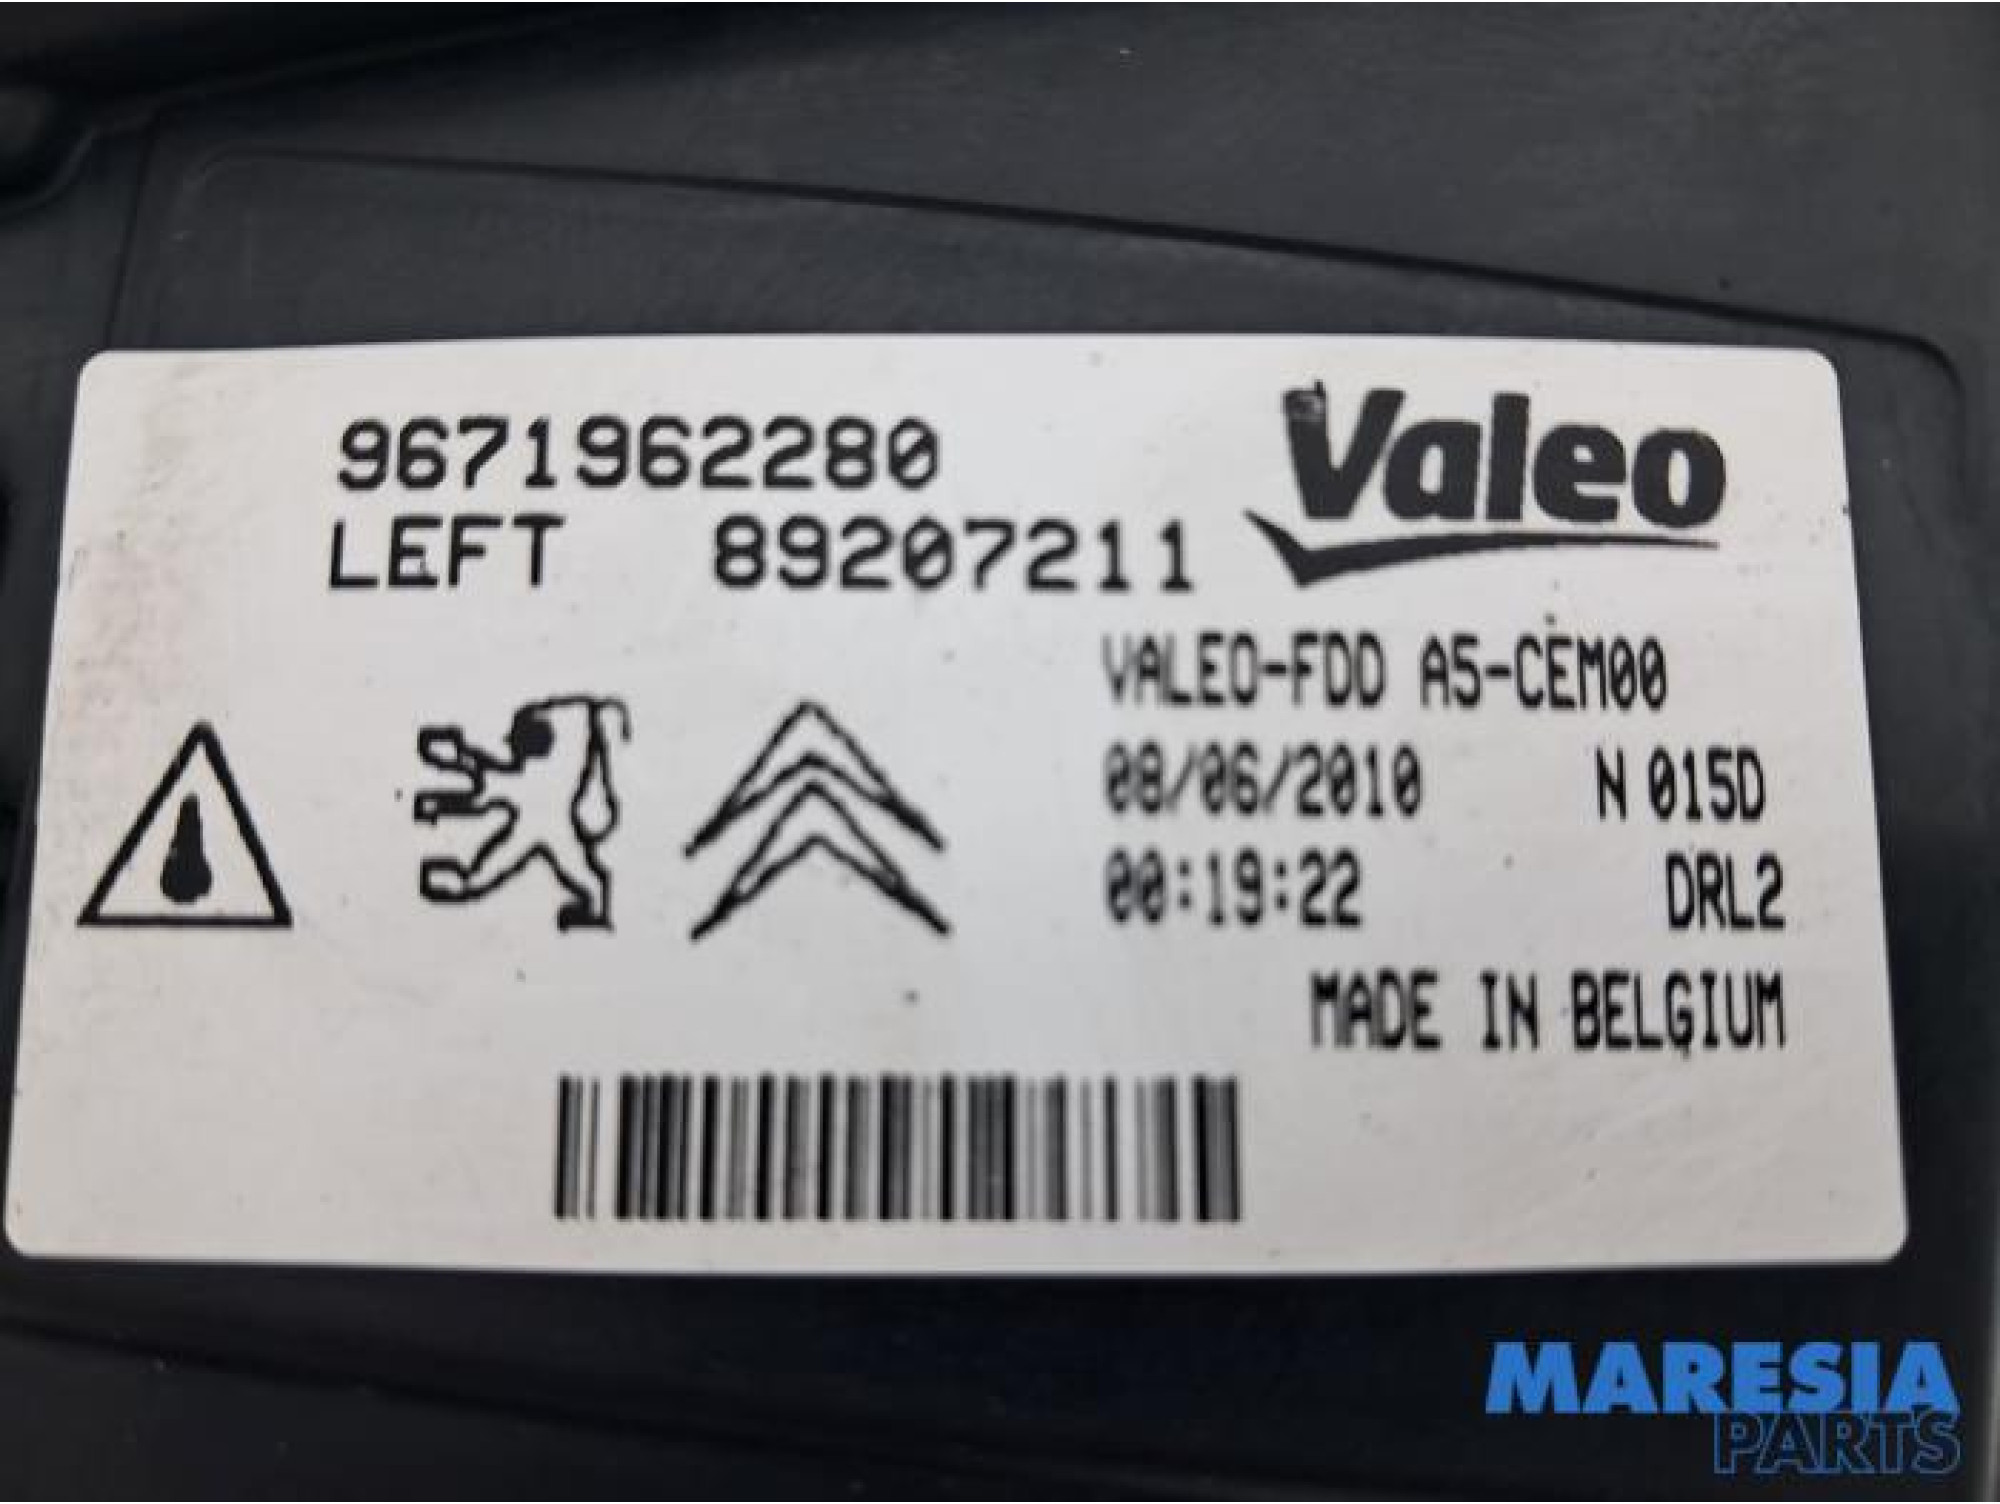 9671962280
LEFT 89207211
Valeo
VALEO-FDD A5-CEM00
08/06/2010 N 015D
00:19:22 DRL2
MADE IN BELGIUM
MARESIA
PARTS